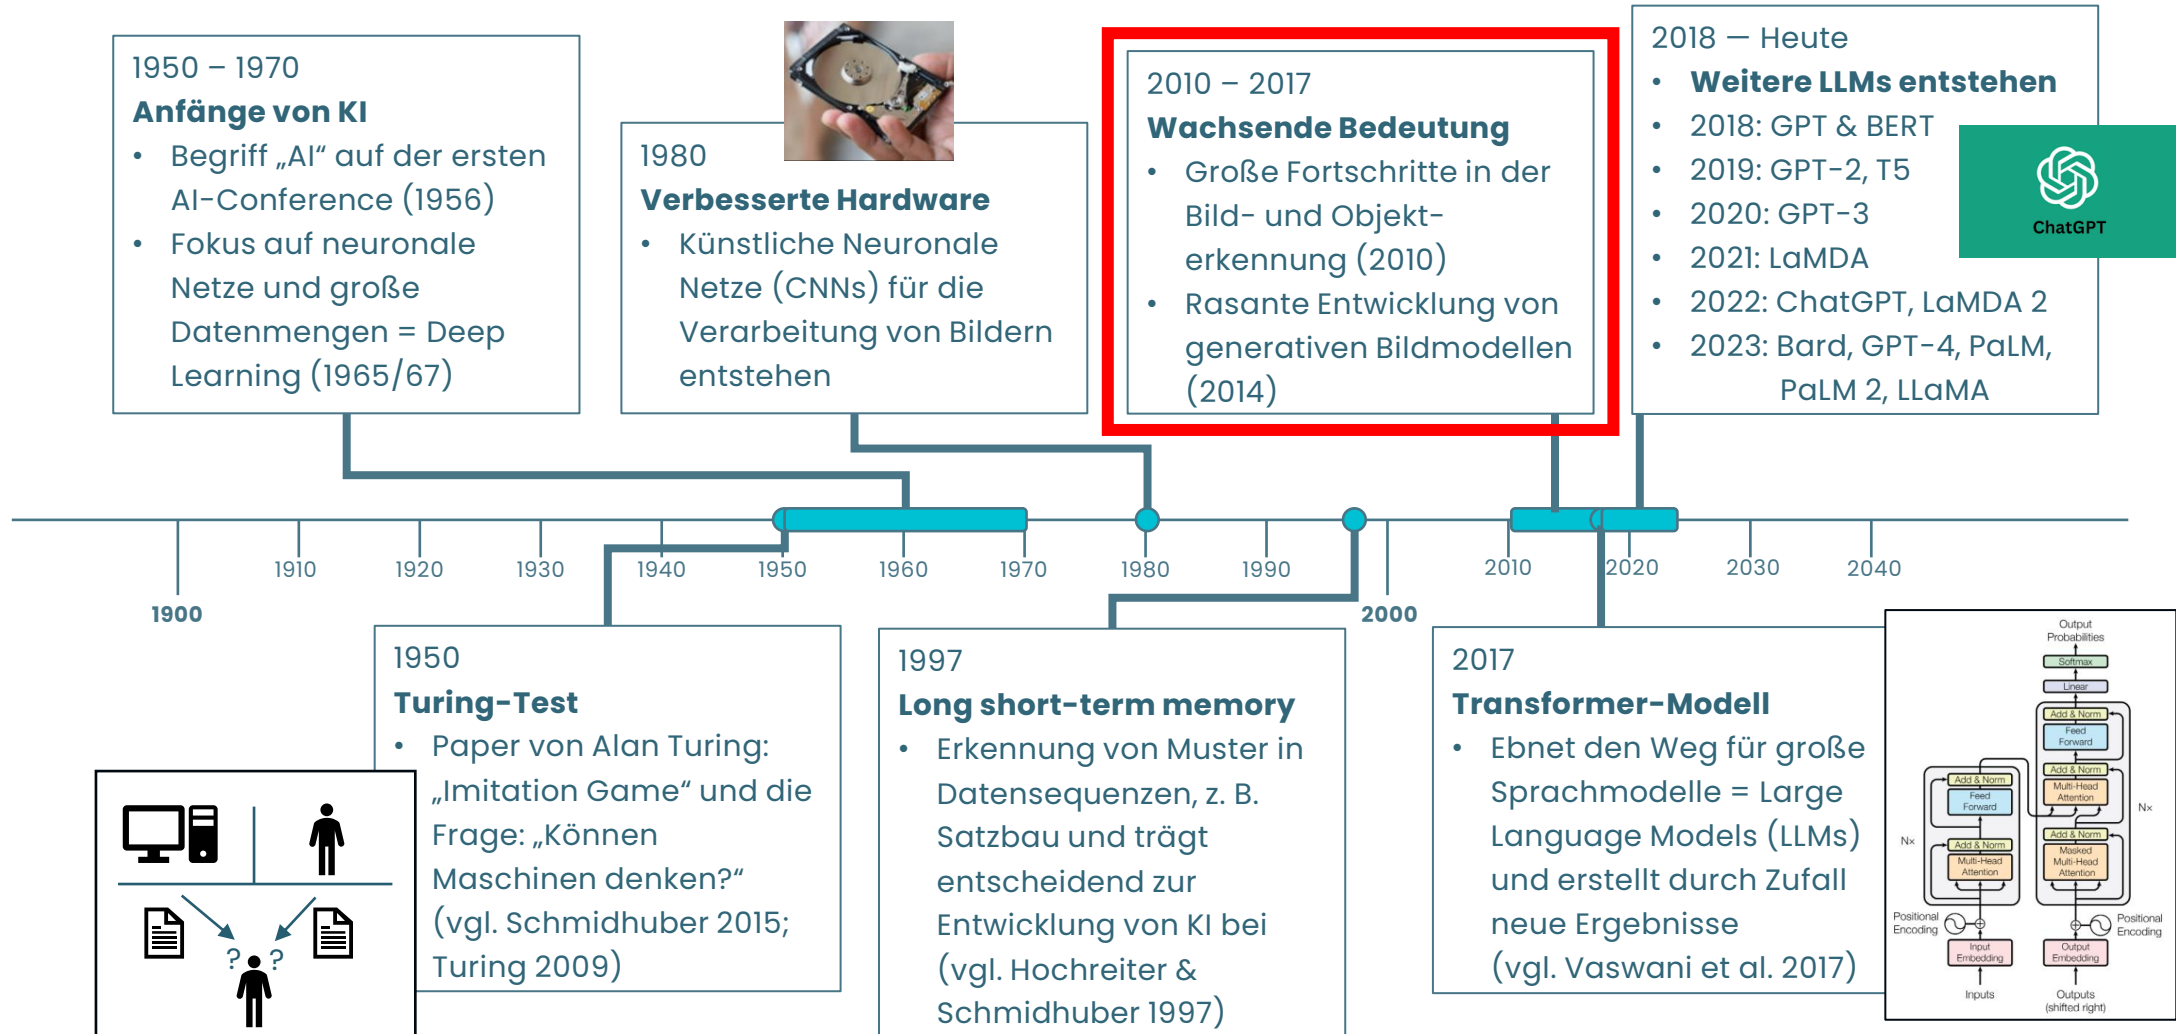 1950 – 1970
Anfänge von KI
• Begriff „AI“ auf der ersten
AI-Conference (1956)
• Fokus auf neuronale
Netze und große
Datenmengen = Deep
Learning (1965/67)
1980
Verbesserte Hardware
• Künstliche Neuronale
Netze (CNNs) für die
Verarbeitung von Bildern
entstehen
2010 – 2017
Wachsende Bedeutung
• Große Fortschritte in der
Bild- und Objekt-
erkennung (2010)
• Rasante Entwicklung von
generativen Bildmodellen
(2014)
2018 — Heute
• Weitere LLMs entstehen
• 2018: GPT & BERT
• 2019: GPT-2, T5
• 2020: GPT-3
• 2021: LaMDA
• 2022: ChatGPT, LaMDA 2
• 2023: Bard, GPT-4, PaLM,
PaLM 2, LLaMA
ChatGPT
1900
1910
1920
1930
1940
1950
1960
1970
1980
1990
2000
2010
2020
2030
2040
1950
Turing-Test
• Paper von Alan Turing:
„Imitation Game“ und die
Frage: „Können
Maschinen denken?“
(vgl. Schmidhuber 2015;
Turing 2009)
? ?
1997
Long short-term memory
• Erkennung von Muster in
Datensequenzen, z. B.
Satzbau und trägt
entscheidend zur
Entwicklung von KI bei
(vgl. Hochreiter &
Schmidhuber 1997)
2017
Transformer-Modell
• Ebnet den Weg für große
Sprachmodelle = Large
Language Models (LLMs)
und erstellt durch Zufall
neue Ergebnisse
(vgl. Vaswani et al. 2017)
Output
Probabilities
Softmax
Linear
Add & Norm
Feed
Forward
Add & Norm
Multi-Head
Attention
Add & Norm
Masked
Multi-Head
Attention
N×
Add & Norm
Feed
Forward
Add & Norm
Multi-Head
Attention
N×
Positional
Encoding
Positional
Encoding
Input
Embedding
Output
Embedding
Inputs
Outputs
(shifted right)